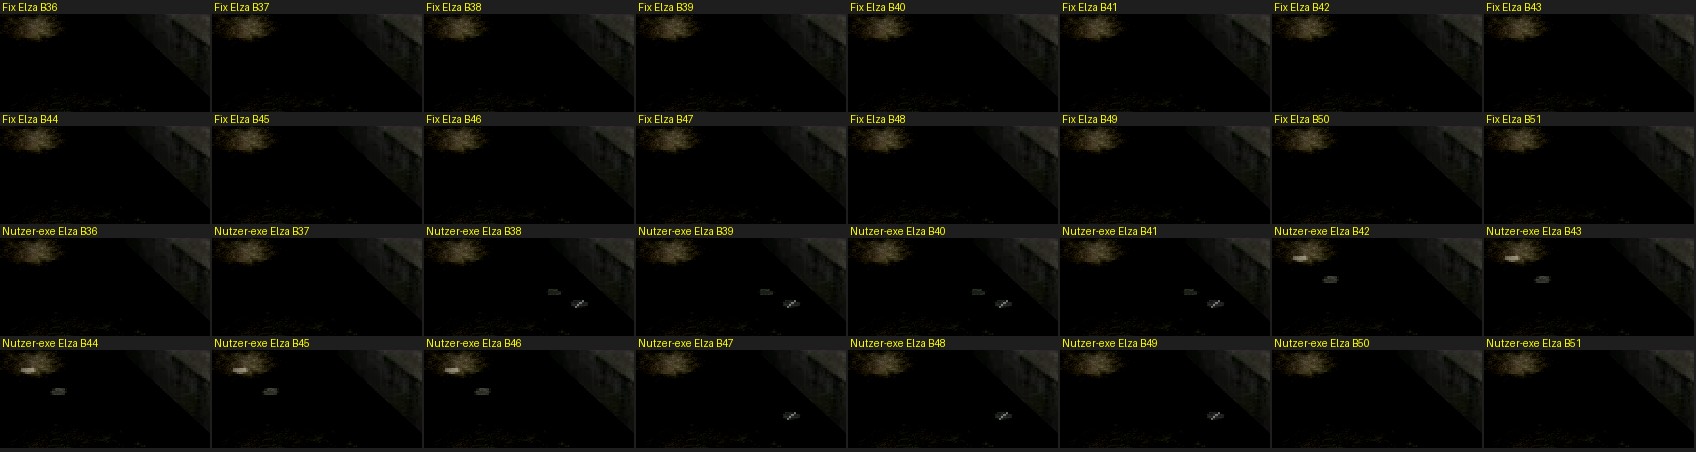 Fix Elza B36 Fix Elza B37 Fix Elza B38 Fix Elza B39 Fix Elza B40 Fix Elza B41 Fix Elza B42 Fix Elza B43
Fix Elza B44 Fix Elza B45 Fix Elza B46 Fix Elza B47 Fix Elza B48 Fix Elza B49 Fix Elza B50 Fix Elza B51
Nutzer-exe Elza B36 Nutzer-exe Elza B37 Nutzer-exe Elza B38 Nutzer-exe Elza B39 Nutzer-exe Elza B40 Nutzer-exe Elza B41 Nutzer-exe Elza B42 Nutzer-exe Elza B43
Nutzer-exe Elza B44 Nutzer-exe Elza B45 Nutzer-exe Elza B46 Nutzer-exe Elza B47 Nutzer-exe Elza B48 Nutzer-exe Elza B49 Nutzer-exe Elza B50 Nutzer-exe Elza B51